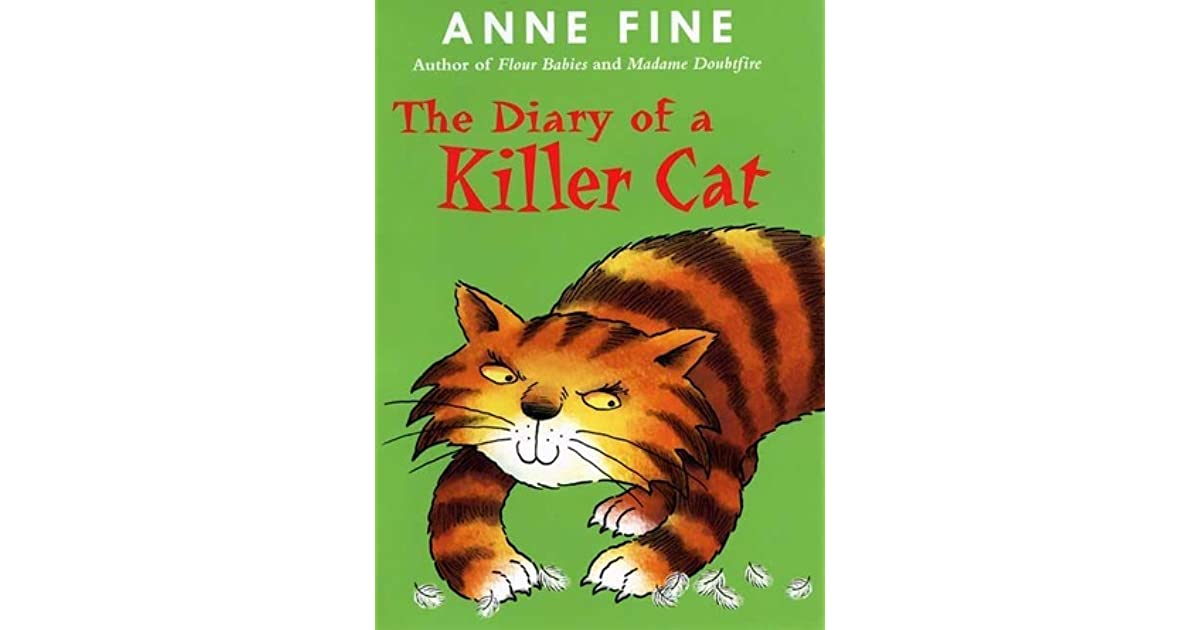 ANNE FINE
Author of Flour Babies and Madame Doubtfire
The Diary of a
Killer Cat